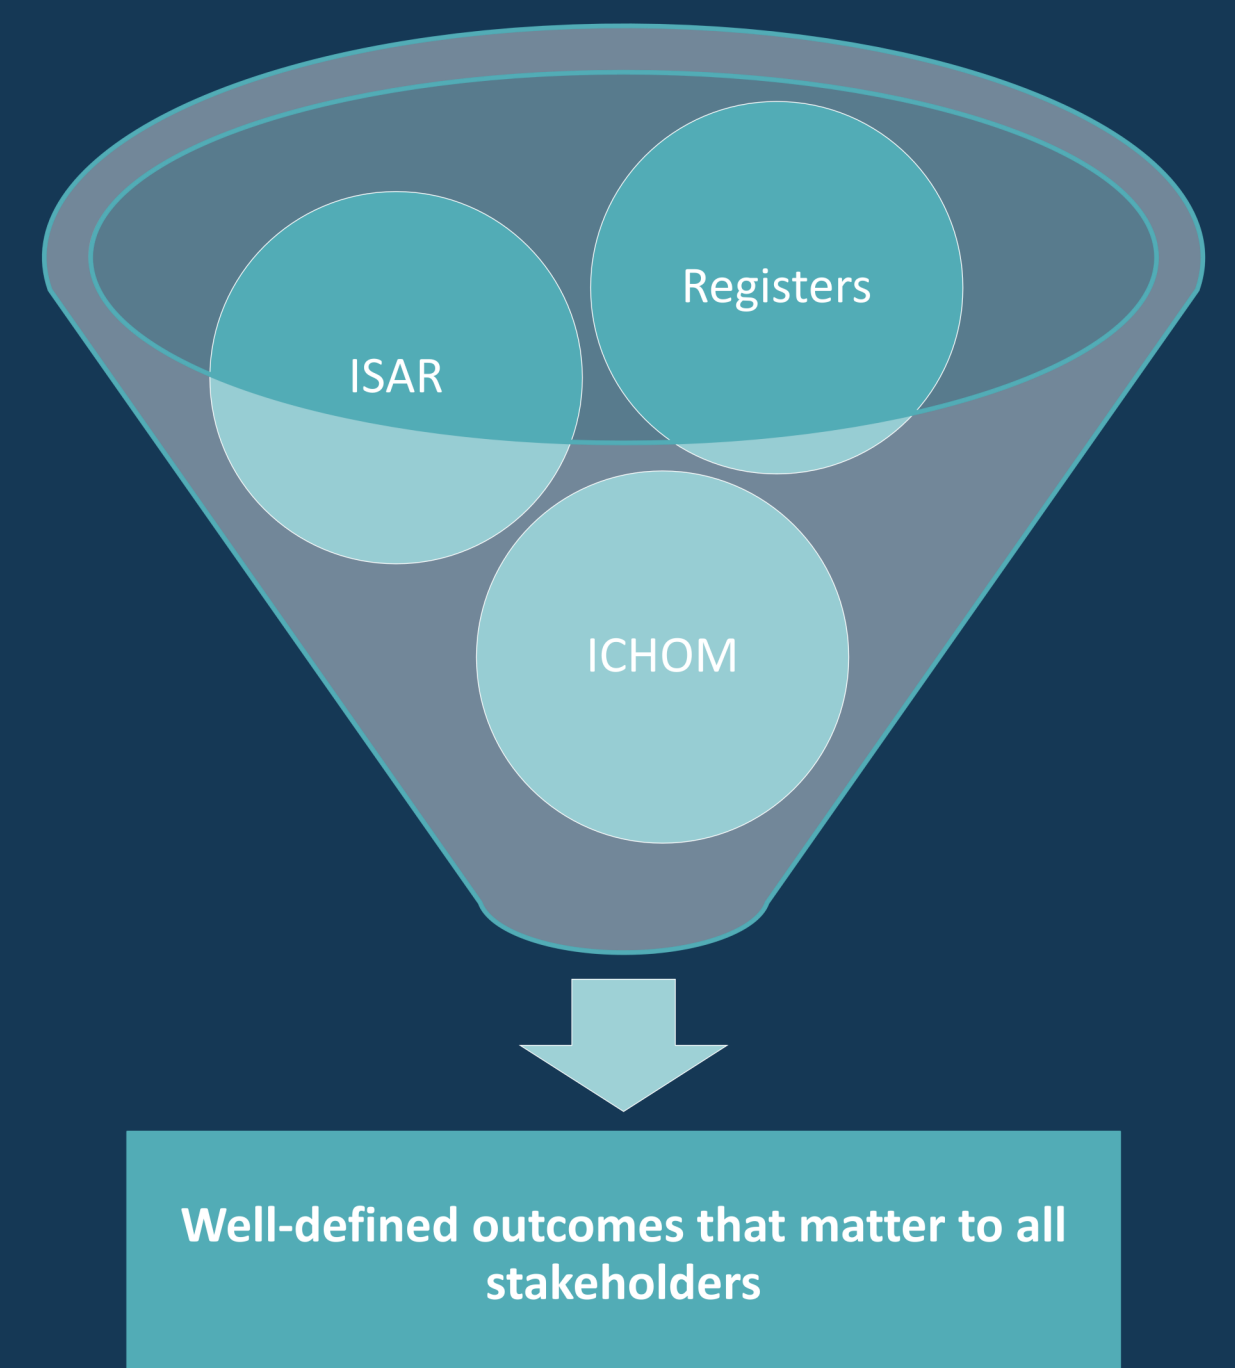 Registers
ISAR
ICHOM
Well-defined outcomes that matter to all
stakeholders